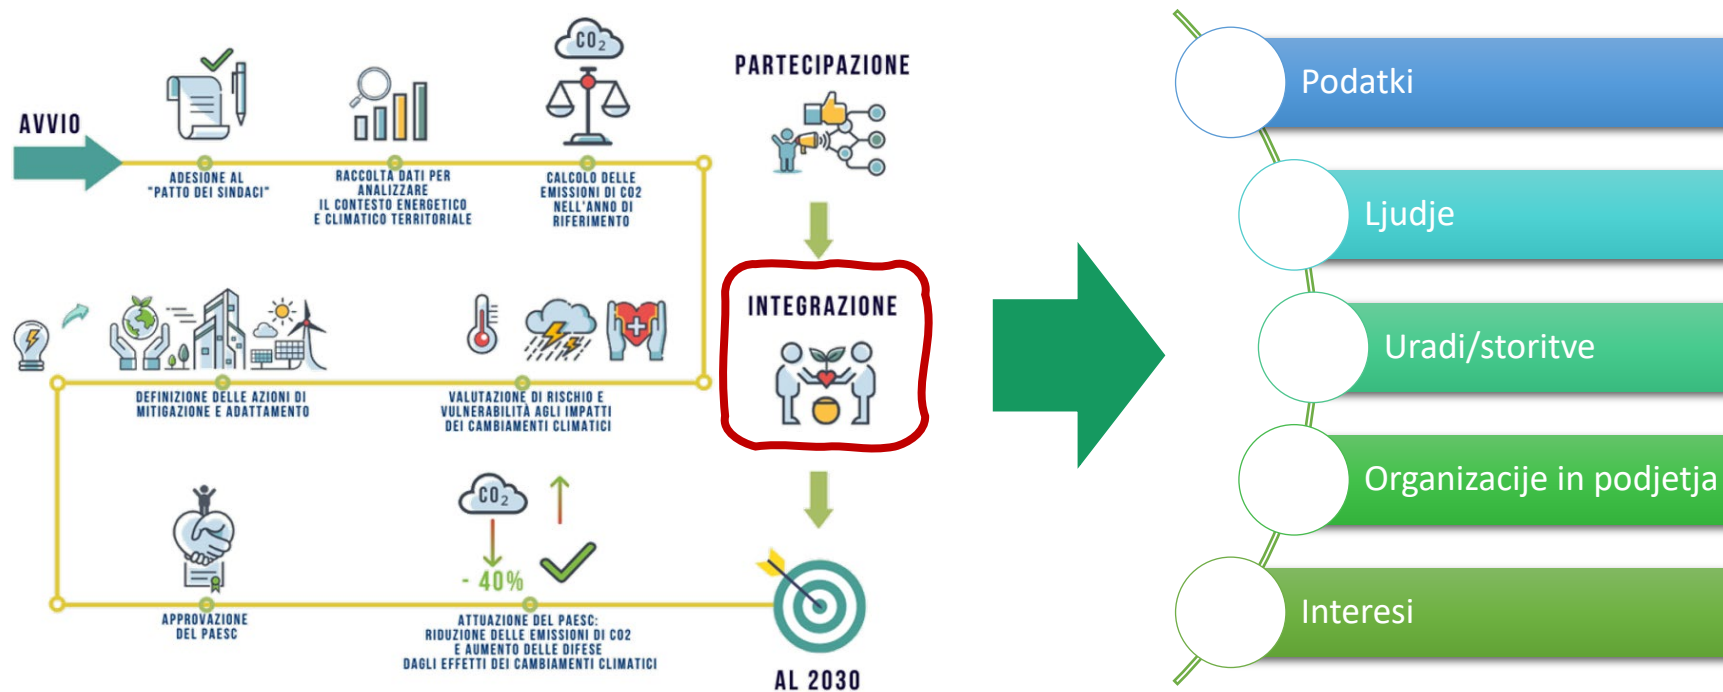 AVVIO
ADESIONE AL
"PATTO DEI SINDACI"
RACCOLTA DATI PER
ANALIZZARE
IL CONTESTO ENERGETICO
E CLIMATICO TERRITORIALE
CO2
CALCOLO DELLE
EMISSIONI DI CO2
NELL'ANNO DI
RIFERIMENTO
PARTECIPAZIONE
INTEGRAZIONE
DEFINIZIONE DELLE AZIONI DI
MITIGAZIONE E ADATTAMENTO
VALUTAZIONE DI RISCHIO E
VULNERABILITÀ AGLI IMPATTI
DEI CAMBIAMENTI CLIMATICI
APPROVAZIONE
DEL PAESC
CO2
- 40%
ATTUAZIONE DEL PAESC:
RIDUZIONE DELLE EMISSIONI DI CO2
E AUMENTO DELLE DIFESE
DAGLI EFFETTI DEI CAMBIAMENTI CLIMATICI
AL 2030
Podatki
Ljudje
Uradi/storitve
Organizacije in podjetja
Interesi